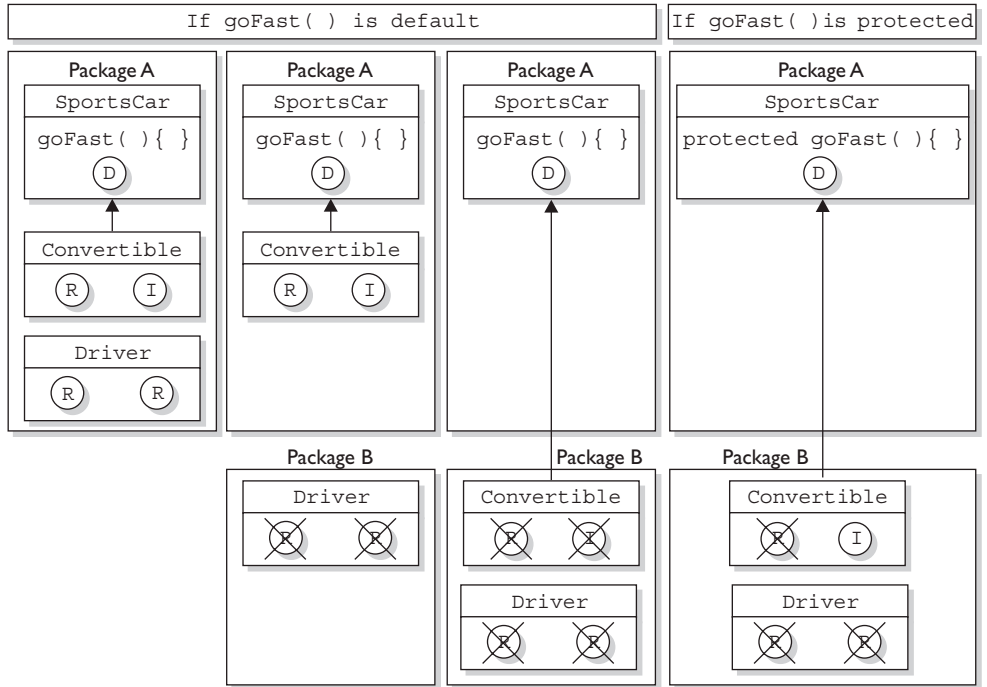 If goFast( ) is default
If goFast( )is protected
Package A
SportsCar
goFast( ){ }
D
Convertible
R I
Driver
R R
Package A
SportsCar
goFast( ){ }
D
Convertible
R I
Package B
Driver
R R
Package A
SportsCar
goFast( ){ }
D
Package B
Convertible
R I
Driver
R R
Package A
SportsCar
protected goFast( ){ }
D
Package B
Convertible
R I
Driver
R R